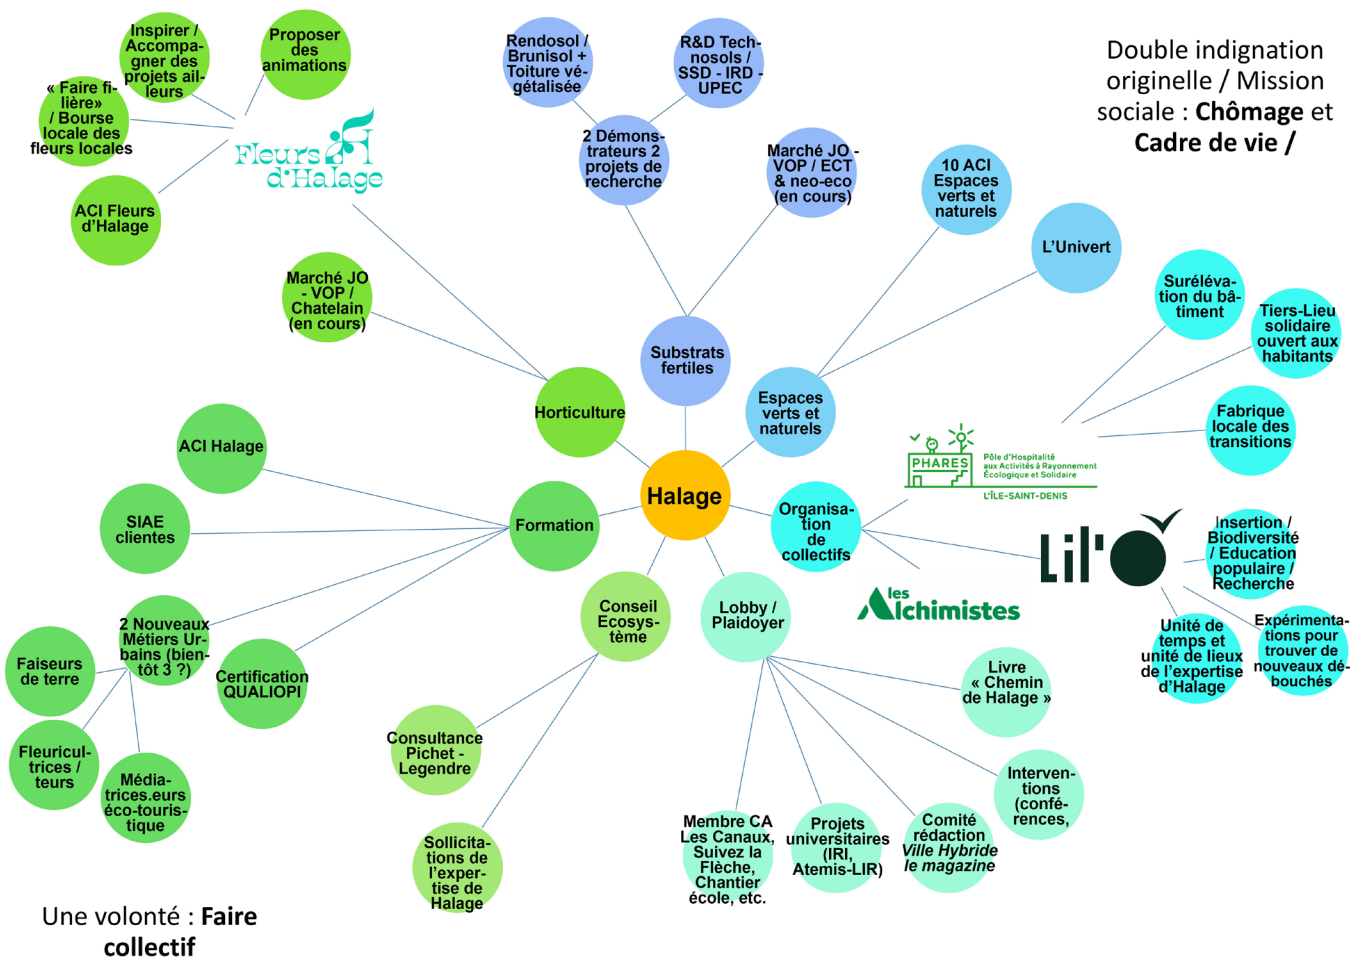 Double indignation
originelle / Mission
sociale : Chômage et
Cadre de vie /
Inspirer /
Accompa-
gner des
projets ail-
leurs
Proposer
des
animations
« Faire fi-
lière»
/ Bourse
locale des
fleurs locales
ACI Fleurs
d’Halage
Fleurs
d'Halage
Marché JO
- VOP /
Chatelain
(en cours)
Horticulture
Rendosol /
Brunisol +
Toiture vé-
gétalisée
R&D Tech-
nosols /
SSD - IRD -
UPEC
2 Démons-
trateurs 2
projets de
recherche
Marché JO -
VOP / ECT
& neo-eco
(en cours)
Substrats
fertiles
10 ACI
Espaces
verts et
naturels
L’Univert
Espaces
verts et
naturels
Suréléva-
tion du bâ-
timent
Tiers-Lieu
solidaire
ouvert aux
habitants
Fabrique
locale des
transitions
PHARES
Pôle d'Hospitalité
aux Activités à Rayonnement
Écologique et Solidaire
L'ÎLE-SAINT-DENIS
Halage
Organisa-
tion
de
collectifs
Lil'Ô
Insertion /
Biodiversité
/ Education
populaire /
Recherche
Unité de
temps et
unité de lieux
de l’expertise
d’Halage
Expérimenta-
tions pour
trouver de
nouveaux dé-
bouchés
les
Alchimistes
ACI Halage
SIAE
clientes
Formation
2 Nouveaux
Métiers Ur-
bains (bien-
tôt 3 ?)
Certification
QUALIOPI
Faiseurs
de terre
Fleuricul-
trices /
teurs
Média-
trices.eurs
éco-touris-
tique
Conseil
Ecosys-
tème
Consultance
Pichet -
Legendre
Sollicita-
tions de
l’exper-
tise de
Halage
Lobby /
Plaidoyer
Livre
« Chemin
de Halage »
Interven-
tions
(confé-
rences,
Comité
rédaction
Ville Hybride
le magazine
Projets
universitaires
(IRI,
Atemis-LIR)
Membre CA
Les Canaux,
Suivez la
Flèche,
Chantier
école, etc.
Une volonté : Faire
collectif